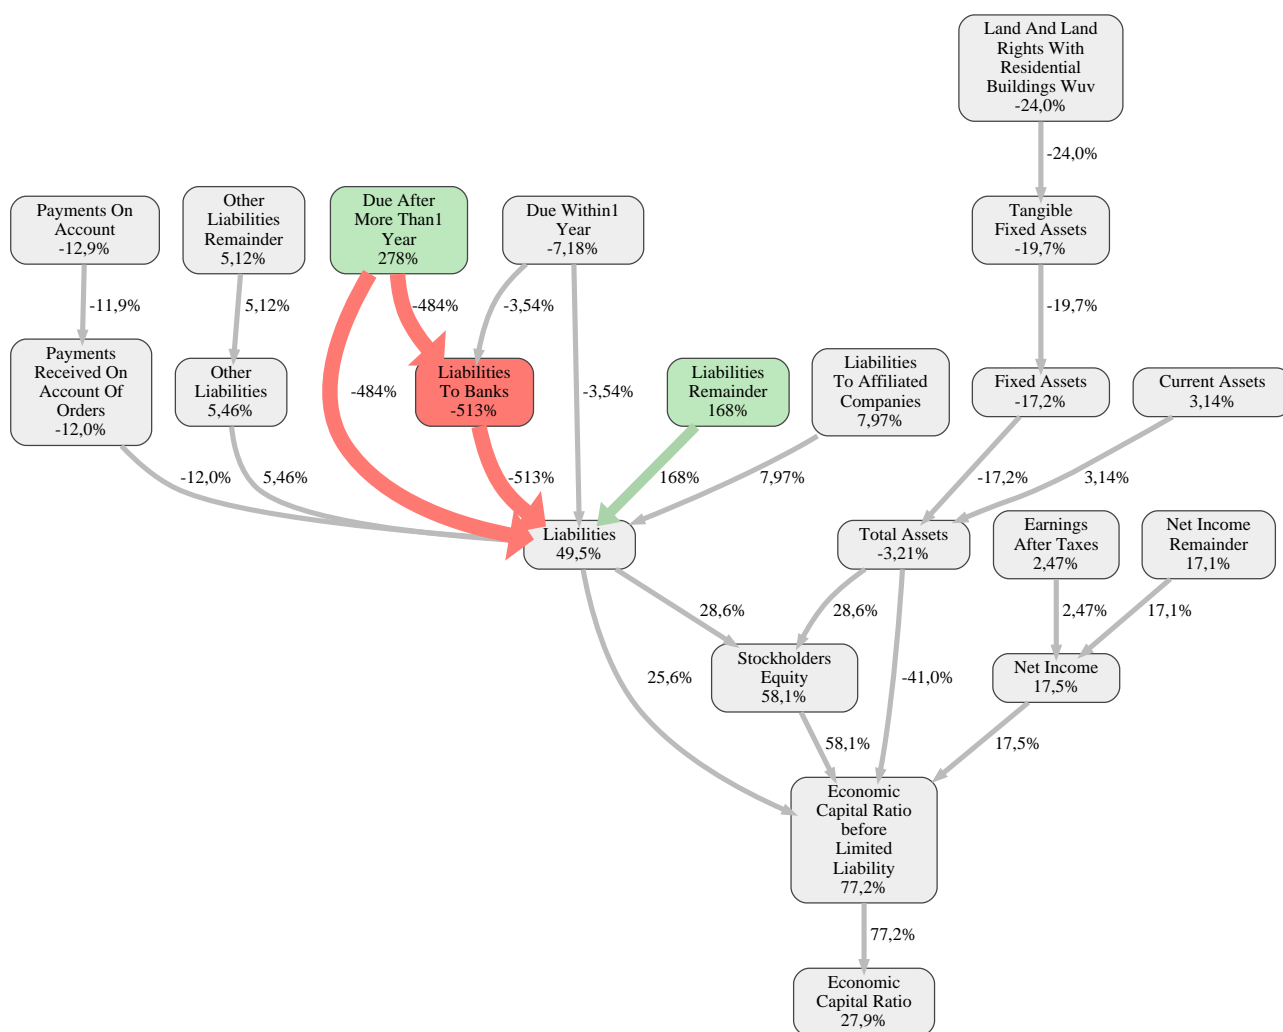 Land And Land
Rights With
Residential
Buildings Wuv
-24,0%
-24,0%
Payments On
Account
-12,9%
Other
Liabilities
Remainder
5,12%
Due After
More Than1
Year
278%
Due Within1
Year
-7,18%
Tangible
Fixed Assets
-19,7%
-11,9%
5,12%
-484%
-3,54%
-19,7%
Payments
Received On
Account Of
Orders
-12,0%
Other
Liabilities
5,46%
-484%
Liabilities
To Banks
-513%
-3,54%
Liabilities
Remainder
168%
Liabilities
To Affiliated
Companies
7,97%
Fixed Assets
-17,2%
Current Assets
3,14%
-12,0%
5,46%
-513%
168%
7,97%
-17,2%
3,14%
Liabilities
49,5%
Total Assets
-3,21%
Earnings
After Taxes
2,47%
Net Income
Remainder
17,1%
28,6%
28,6%
2,47%
17,1%
25,6%
Stockholders
Equity
58,1%
-41,0%
Net Income
17,5%
58,1%
17,5%
Economic
Capital Ratio
before
Limited
Liability
77,2%
77,2%
Economic
Capital Ratio
27,9%